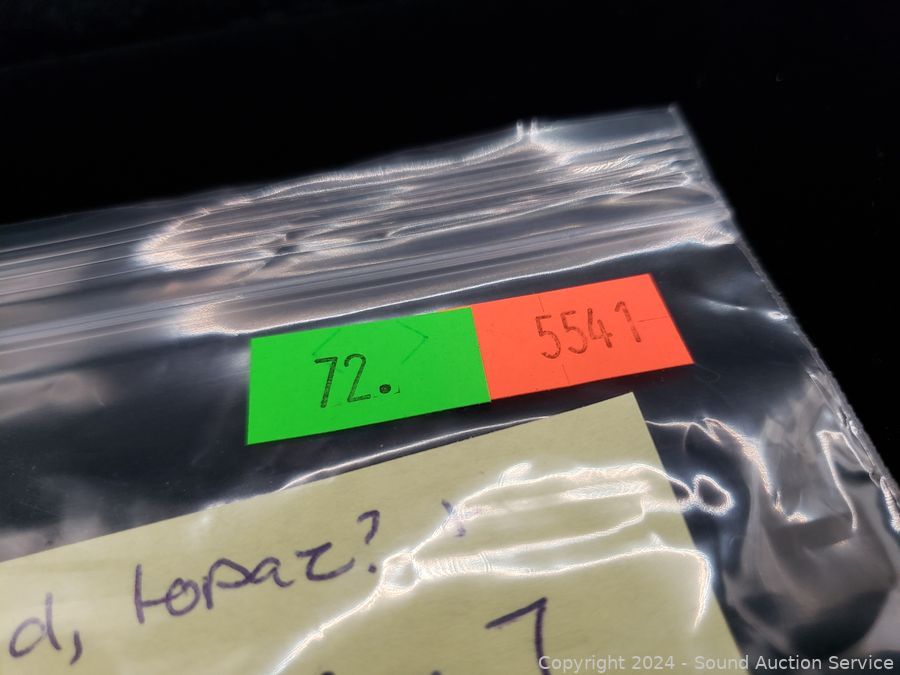 72.
5541
d, topaz?
Copyright 2024 - Sound Auction Service